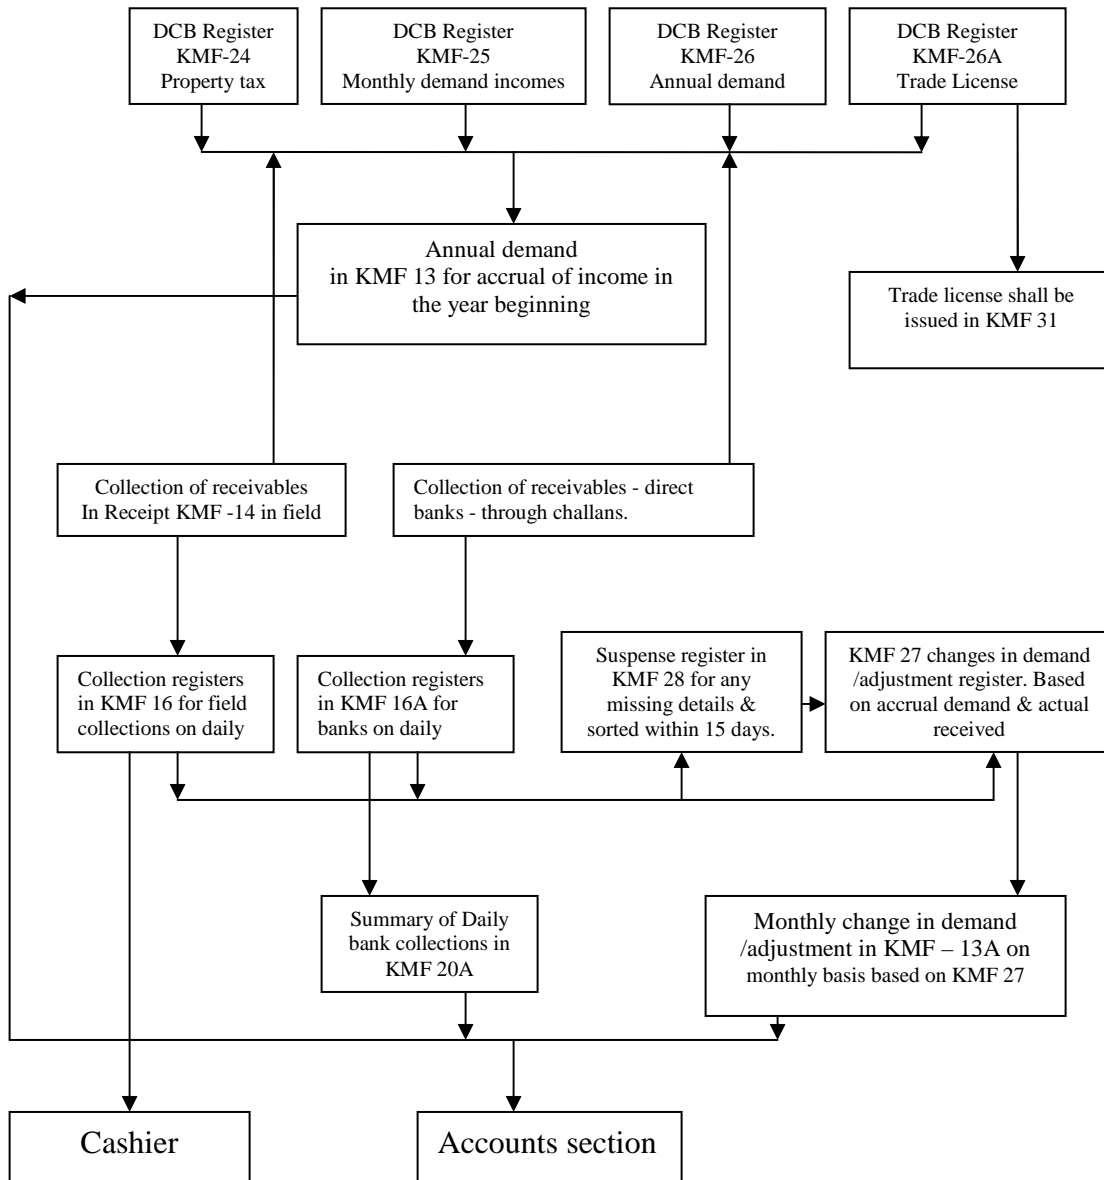 DCB Register
KMF-24
Property tax
DCB Register
KMF-25
Monthly demand incomes
DCB Register
KMF-26
Annual demand
DCB Register
KMF-26A
Trade License
Annual demand
in KMF 13 for accrual of income in
the year beginning
Trade license shall be
issued in KMF 31
Collection of receivables
In Receipt KMF -14 in field
Collection of receivables - direct
banks - through challans.
Collection registers
in KMF 16 for field
collections on daily
Collection registers
in KMF 16A for
banks on daily
Suspense register in
KMF 28 for any
missing details &
sorted within 15 days.
KMF 27 changes in demand
/adjustment register. Based
on accrual demand & actual
received
Summary of Daily
bank collections in
KMF 20A
Monthly change in demand
/adjustment in KMF – 13A on
monthly basis based on KMF 27
Cashier
Accounts section